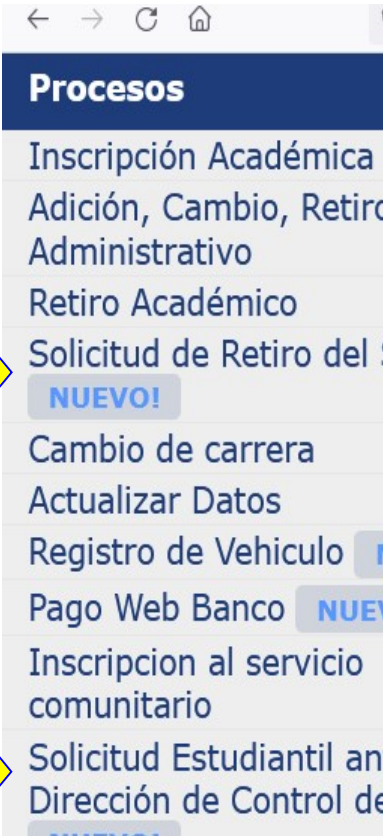 Procesos
Inscripción Académica
Adición, Cambio, Retiro
Administrativo
Retiro Académico
Solicitud de Retiro del
NUEVO!
Cambio de carrera
Actualizar Datos
Registro de Vehiculo
Pago Web Banco
Inscripcion al servicio
comunitario
Solicitud Estudiantil an
Dirección de Control de
NUEVO!